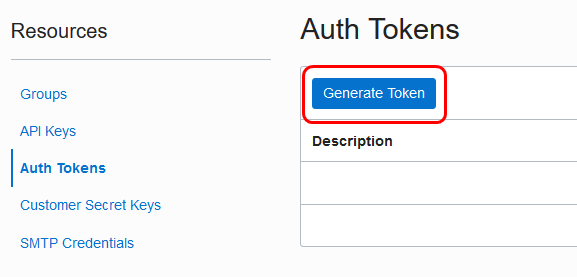 Resources
Groups
API Keys
Auth Tokens
Customer Secret Keys
SMTP Credentials
Auth Tokens
Generate Token
Description